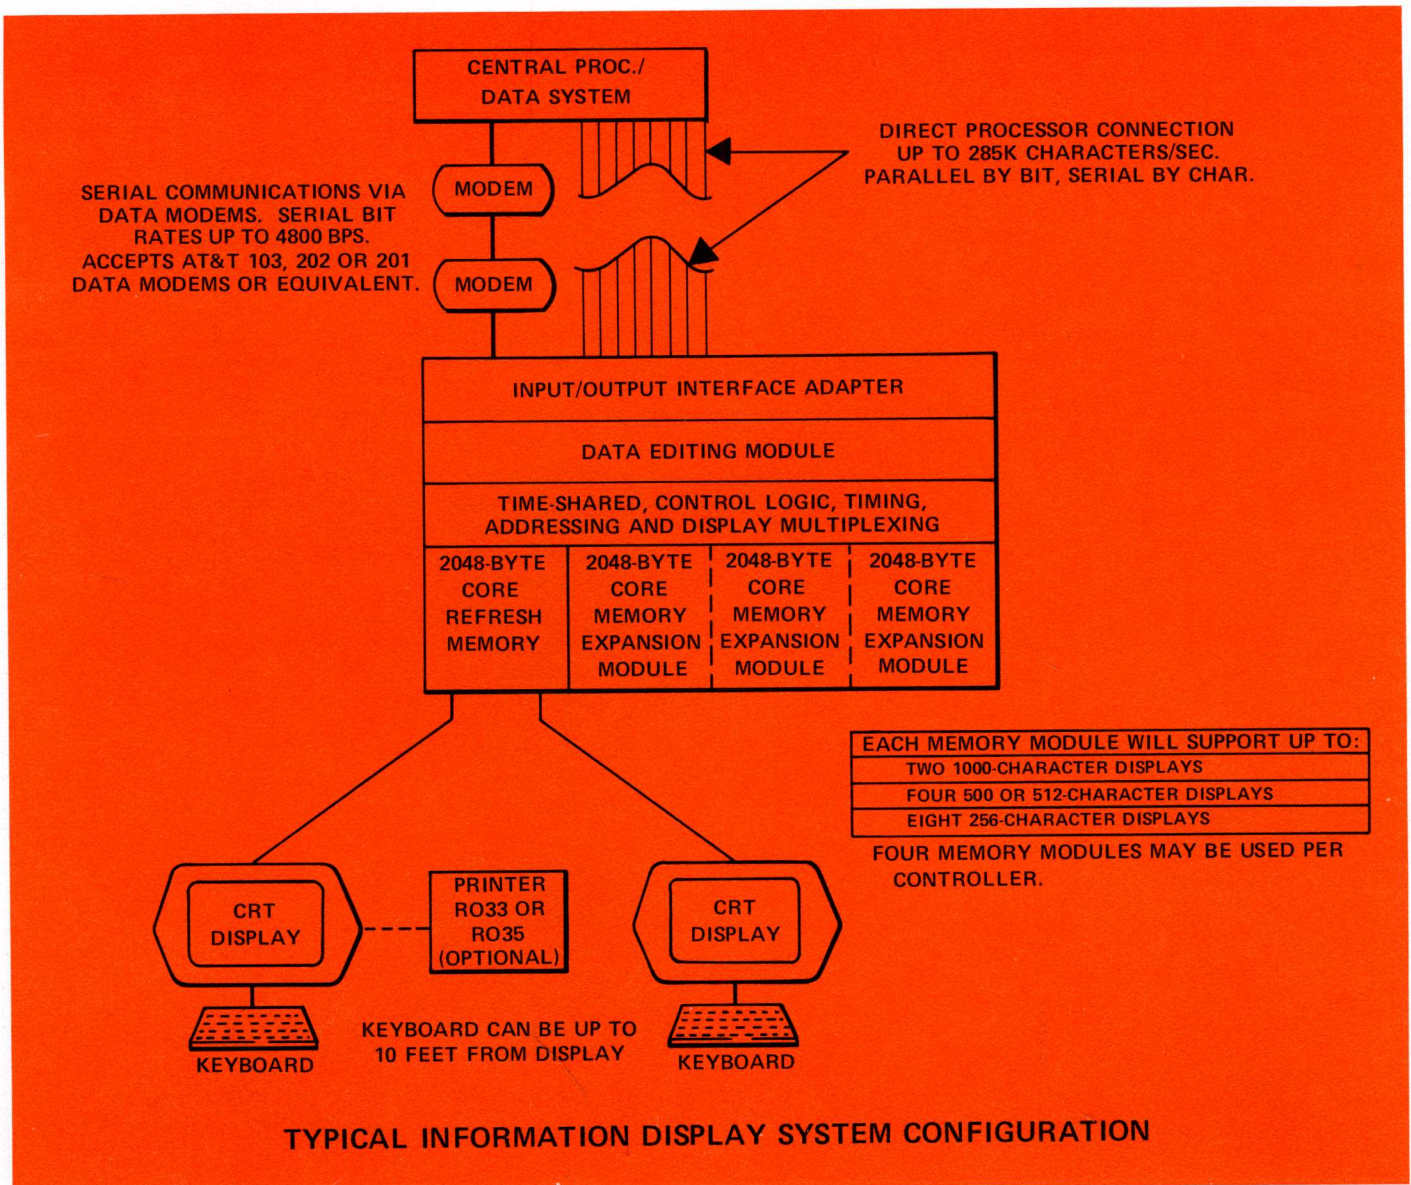 CENTRAL PROC./
DATA SYSTEM
DIRECT PROCESSOR CONNECTION
UP TO 285K CHARACTERS/SEC.
PARALLEL BY BIT, SERIAL BY CHAR.
MODEM
SERIAL COMMUNICATIONS VIA
DATA MODEMS. SERIAL BIT
RATES UP TO 4800 BPS.
ACCEPTS AT&T 103, 202 OR 201
DATA MODEMS OR EQUIVALENT.
MODEM
INPUT/OUTPUT INTERFACE ADAPTER
DATA EDITING MODULE
TIME-SHARED, CONTROL LOGIC, TIMING,
ADDRESSING AND DISPLAY MULTIPLEXING
2048-BYTE
CORE
REFRESH
MEMORY
2048-BYTE
CORE
MEMORY
EXPANSION
MODULE
2048-BYTE
CORE
MEMORY
EXPANSION
MODULE
2048-BYTE
CORE
MEMORY
EXPANSION
MODULE
EACH MEMORY MODULE WILL SUPPORT UP TO:
TWO 1000-CHARACTER DISPLAYS
FOUR 500 OR 512-CHARACTER DISPLAYS
EIGHT 256-CHARACTER DISPLAYS
FOUR MEMORY MODULES MAY BE USED PER
CONTROLLER.
CRT
DISPLAY
PRINTER
RO33 OR
RO35
(OPTIONAL)
CRT
DISPLAY
KEYBOARD
KEYBOARD CAN BE UP TO
10 FEET FROM DISPLAY
KEYBOARD
TYPICAL INFORMATION DISPLAY SYSTEM CONFIGURATION